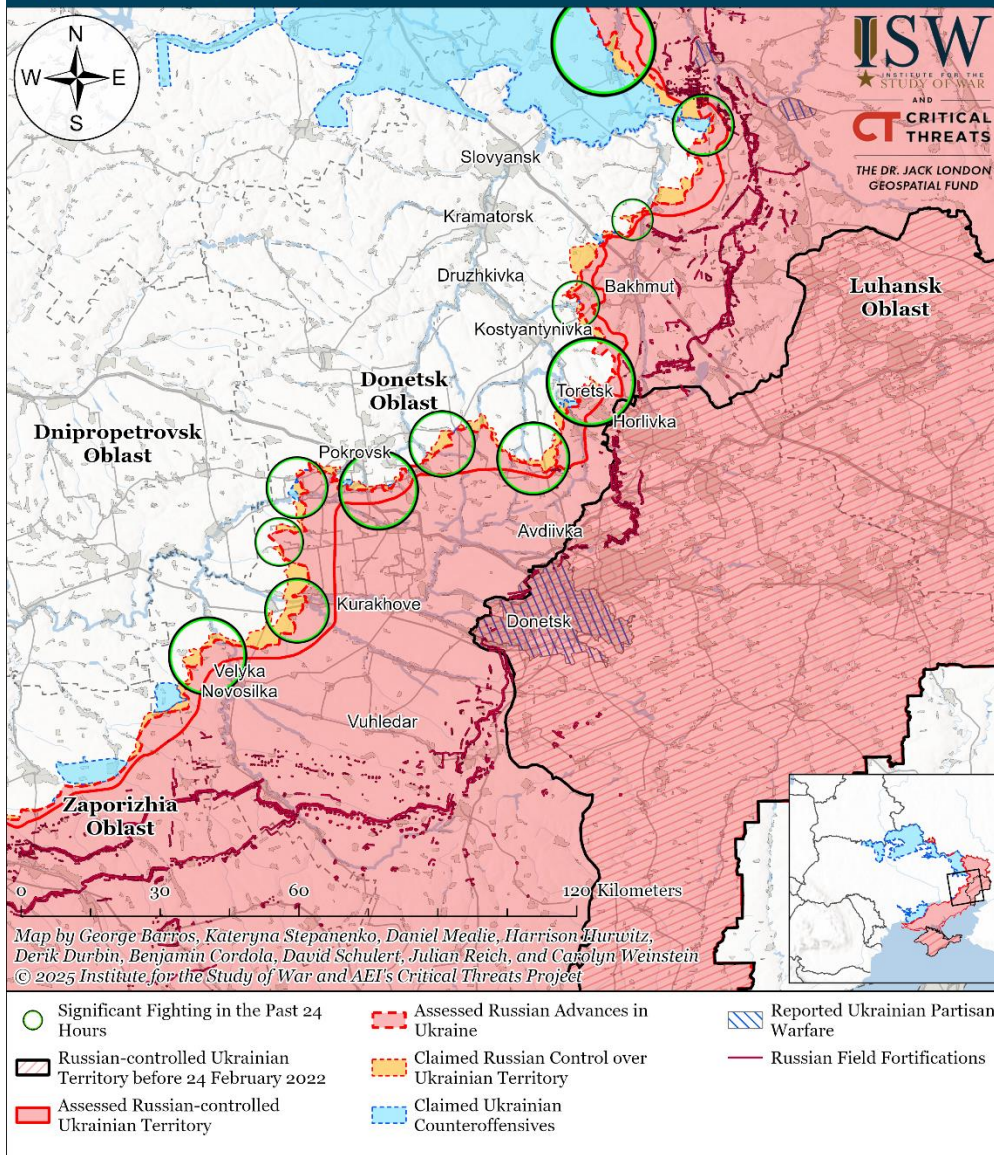 N
W E
S
ISW
INSTITUTE FOR THE
STUDY OF WAR
AND
CT CRITICAL
THREATS
THE DR. JACK LONDON
GEOSPATIAL FUND
Slovyansk
Kramatorsk
Druzhkivka
Bakhmut
Luhansk
Oblast
Kostyantynivka
Donetsk
Oblast
Toretsk
Horlivka
Dnipropetrovsk
Oblast
Pokrovsk
Avdiivka
Kurakhove
Donetsk
Velyka
Novosilka
Vuhledar
Zaporizhia
Oblast
0 30 60 120 Kilometers
Map by George Barros, Kateryna Stepanenko, Daniel Mealie, Harrison Hurwitz,
Derik Durbin, Benjamin Cordola, David Schulert, Julian Reich, and Carolyn Weinstein
© 2025 Institute for the Study of War and AEI's Critical Threats Project
Significant Fighting in the Past 24
Hours
Russian-controlled Ukrainian
Territory before 24 February 2022
Assessed Russian-controlled
Ukrainian Territory
Assessed Russian Advances in
Ukraine
Claimed Russian Control over
Ukrainian Territory
Claimed Ukrainian
Counteroffensives
Reported Ukrainian Partisan
Warfare
Russian Field Fortifications